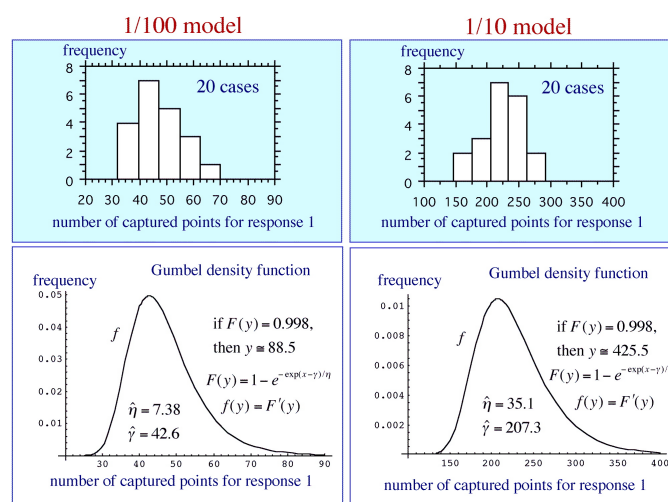 1/100 model
frequency
8
6
4
2
0
20 cases
20 30 40 50 60 70 80 90
number of captured points for response 1
1/10 model
frequency
8
6
4
2
0
20 cases
100 150 200 250 300 350 400
number of captured points for response 1
Gumbel density function
frequency
0.05
0.04
0.03
0.02
0.01
f
if F(y) = 0.998,
then y ≅ 88.5
F(y) = 1 − e^{−exp(x−γ)/η}
f(y) = F′(y)
η̂ = 7.38
γ̂ = 42.6
30 40 50 60 70 80 90
number of captured points for response 1
Gumbel density function
frequency
0.01
0.008
0.006
0.004
0.002
f
if F(y) = 0.998,
then y ≅ 425.5
F(y) = 1 − e^{−exp(x−γ)/
f(y) = F′(y)
η̂ = 35.1
γ̂ = 207.3
150 200 250 300 350 400
number of captured points for response 1